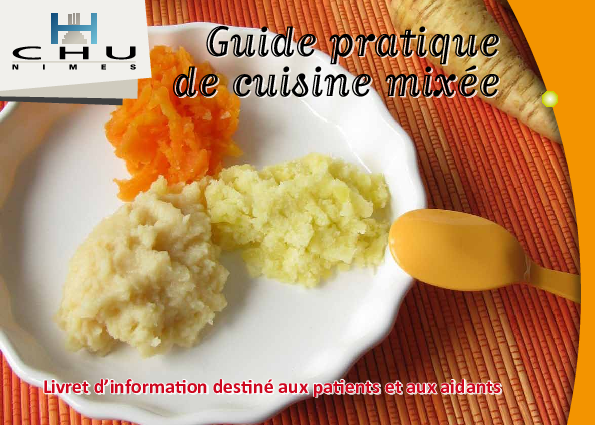 CHU
NIMES
Guide pratique
de cuisine mixée
Livret d'information destiné aux patients et aux aidants